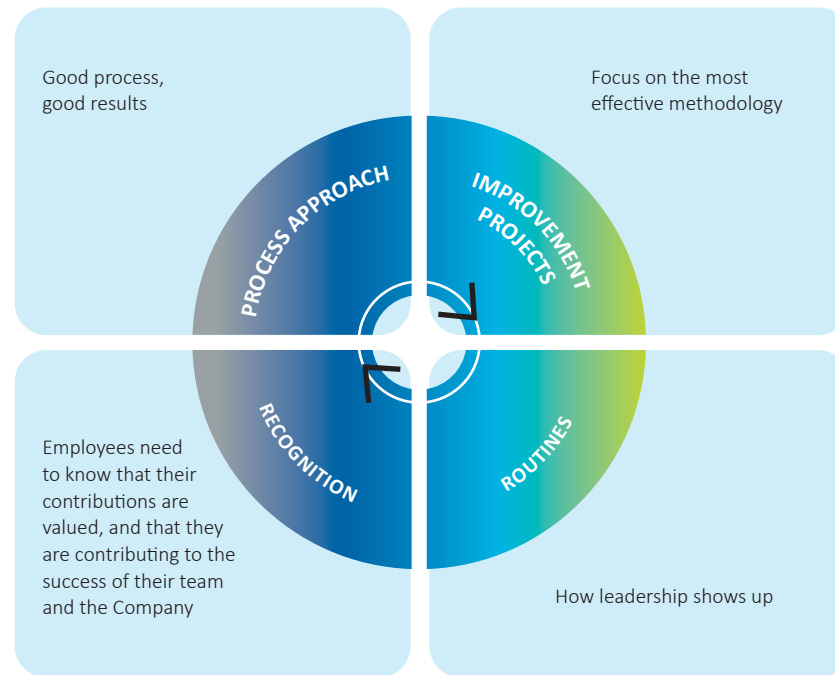 Good process,
good results
PROCESS APPROACH
Focus on the most
effective methodology
IMPROVEMENT
PROJECTS
Employees need
to know that their
contributions are
valued, and that they
are contributing to the
success of their team
and the Company
RECOGNITION
ROUTINES
How leadership shows up